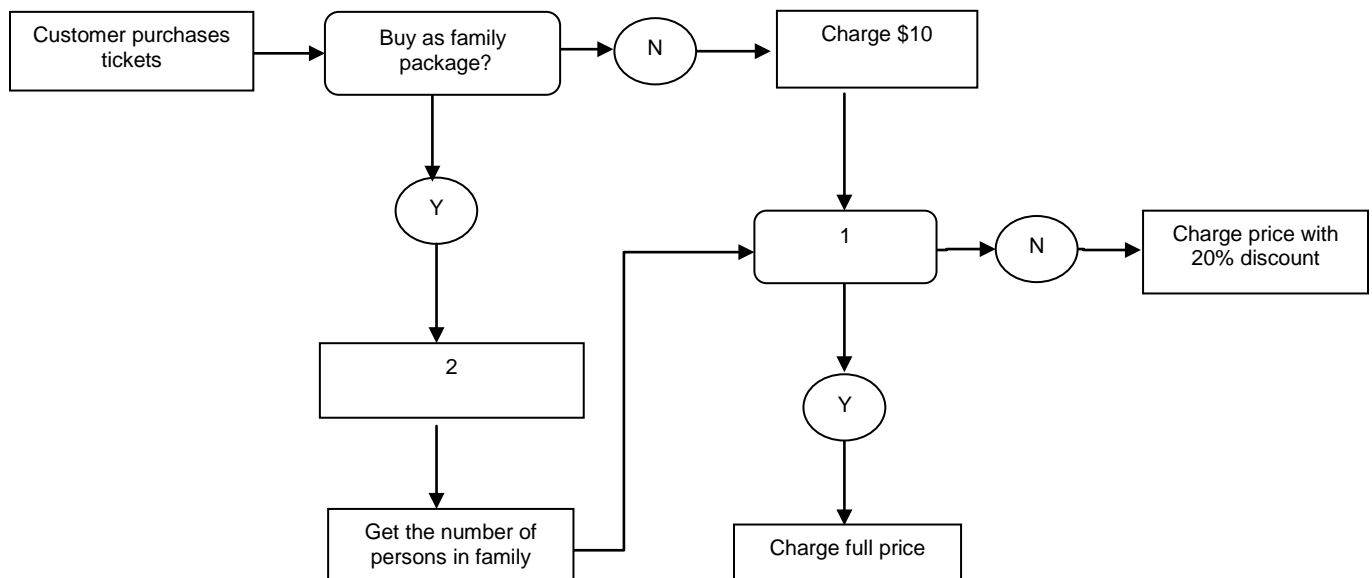 Customer purchases
tickets
Buy as family
package?
N
Charge $10
Y
1
N
Charge price with
20% discount
2
Y
Get the number of
persons in family
Charge full price